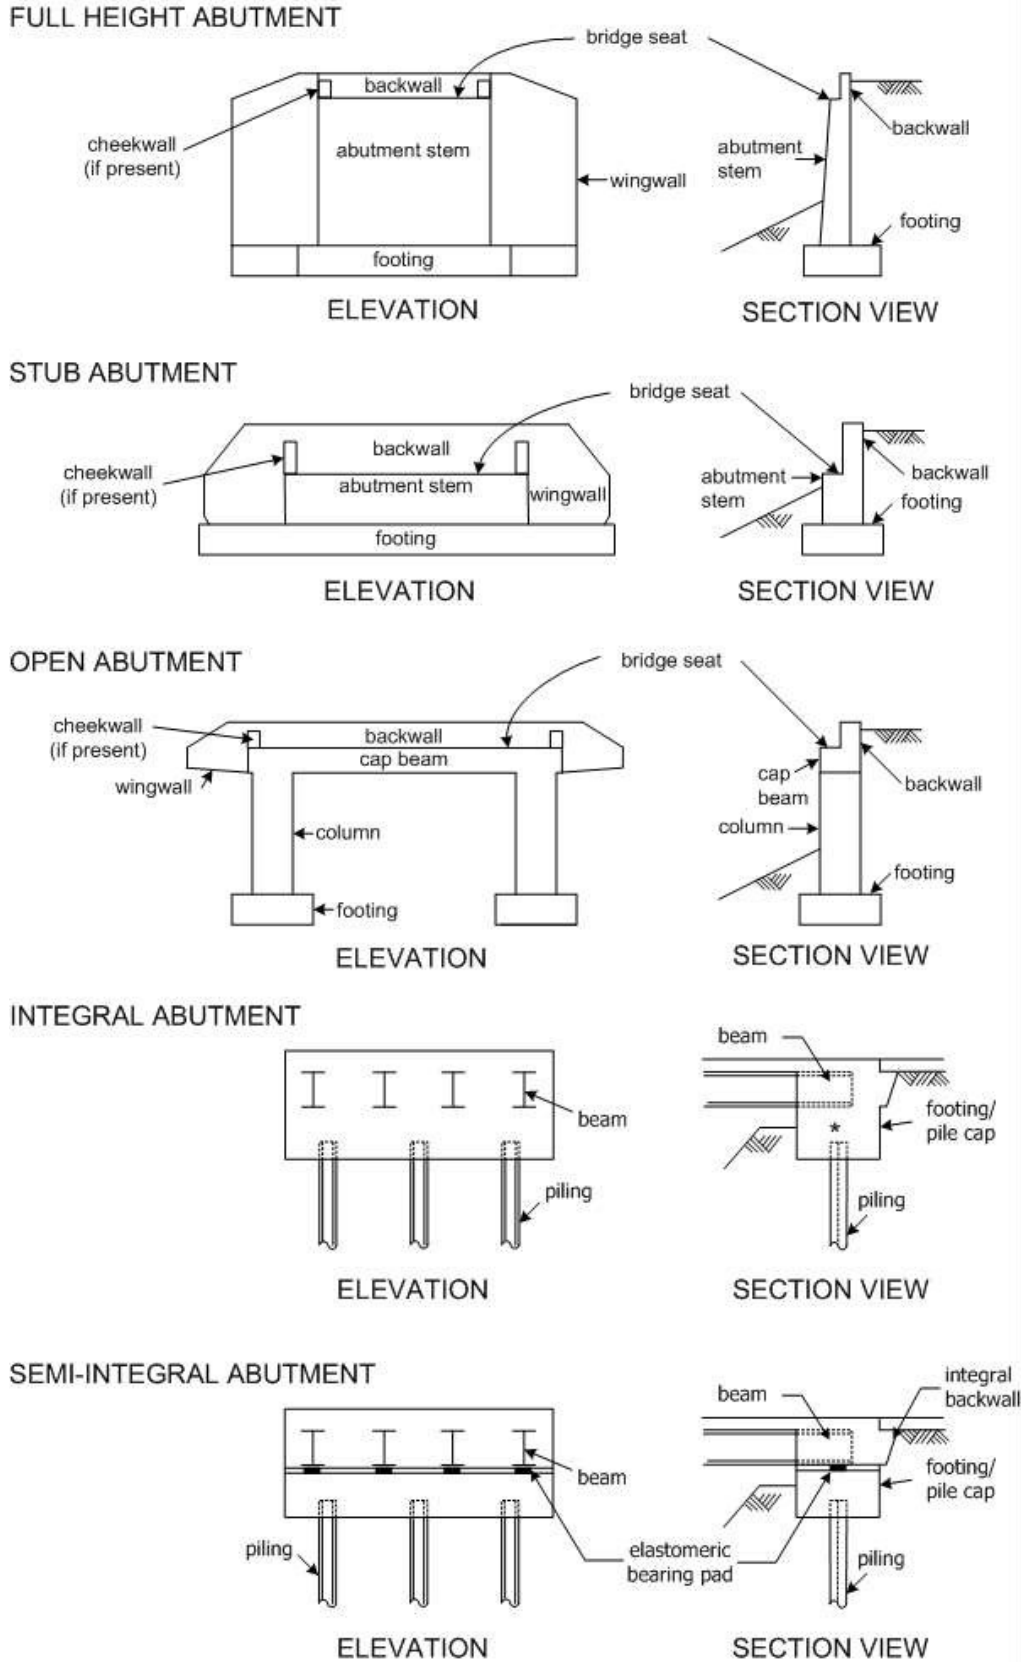 FULL HEIGHT ABUTMENT
bridge seat
backwall
cheekwall
(if present)
abutment stem
wingwall
footing
ELEVATION
backwall
abutment
stem
footing
SECTION VIEW
STUB ABUTMENT
bridge seat
backwall
cheekwall
(if present)
abutment stem
wingwall
footing
ELEVATION
backwall
abutment
stem
footing
SECTION VIEW
OPEN ABUTMENT
bridge seat
cheekwall
(if present)
backwall
cap beam
wingwall
column
footing
ELEVATION
cap
beam
backwall
column
footing
SECTION VIEW
INTEGRAL ABUTMENT
beam
piling
ELEVATION
beam
footing/
pile cap
*
piling
SECTION VIEW
SEMI-INTEGRAL ABUTMENT
beam
piling
elastomeric
bearing pad
ELEVATION
beam
integral
backwall
footing/
pile cap
piling
SECTION VIEW